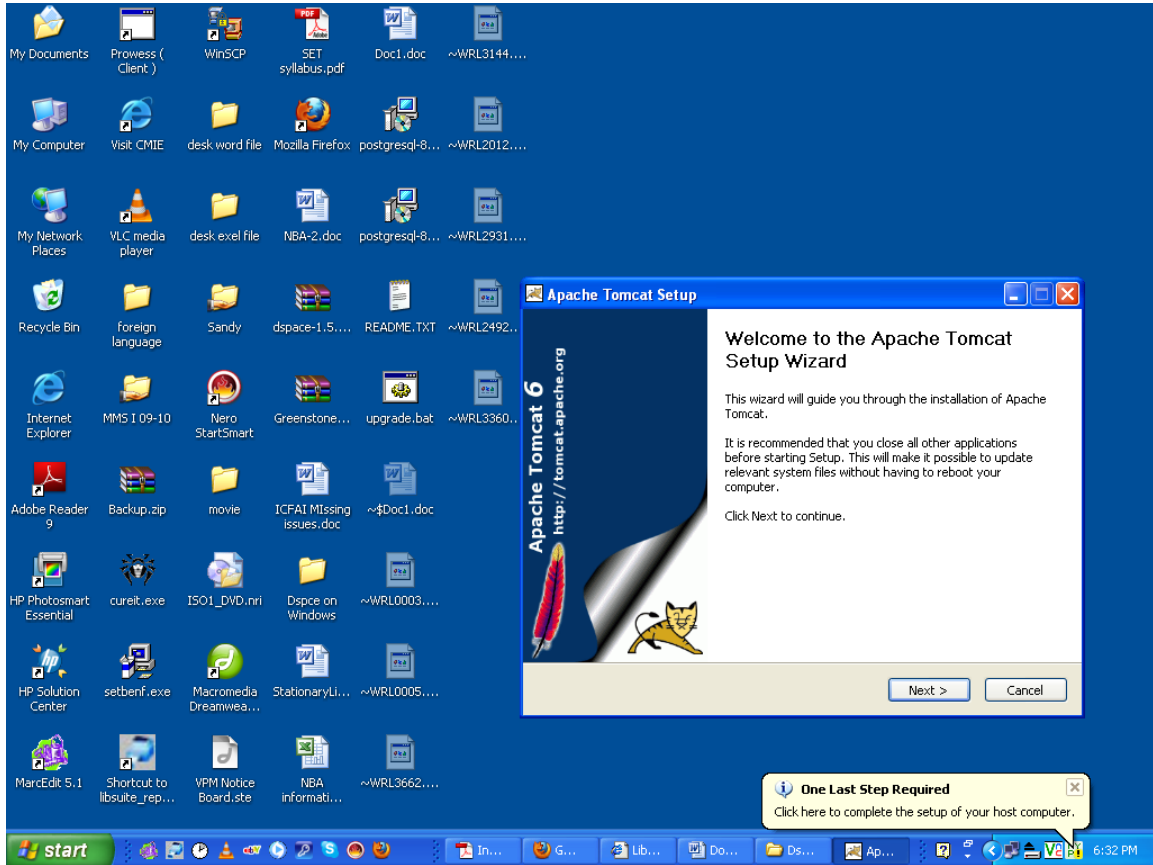 My Documents
Prowess (
Client )
WinSCP
SET
syllabus.pdf
Doc1.doc
~WRL3144....
My Computer
Visit CMIE
desk word file
Mozilla Firefox
postgresql-8...
~WRL2012....
My Network
Places
VLC media
player
desk exel file
NBA-2.doc
postgresql-8...
~WRL2931....
Recycle Bin
foreign
language
Sandy
dspace-1.5....
README.TXT
~WRL2492..
Internet
Explorer
MMS I 09-10
Nero
StartSmart
Greenstone...
upgrade.bat
~WRL3360..
Adobe Reader
9
Backup.zip
movie
ICFAI MIssing
issues.doc
~$Doc1.doc
HP Photosmart
Essential
cureit.exe
ISO1_DVD.nri
Dspce on
Windows
~WRL0003....
HP Solution
Center
setbenf.exe
Macromedia
Dreamwea...
StationaryLi...
~WRL0005....
MarcEdit 5.1
Shortcut to
libsuite_rep...
VPM Notice
Board.ste
NBA
informati...
~WRL3662....
Apache Tomcat Setup
Apache Tomcat 6
http://tomcat.apache.org
Welcome to the Apache Tomcat
Setup Wizard
This wizard will guide you through the installation of Apache
Tomcat.
It is recommended that you close all other applications
before starting Setup. This will make it possible to update
relevant system files without having to reboot your
computer.
Click Next to continue.
Next >
Cancel
One Last Step Required
Click here to complete the setup of your host computer.
start
In...
G...
Lib...
Do...
Ds...
Ap...
6:32 PM